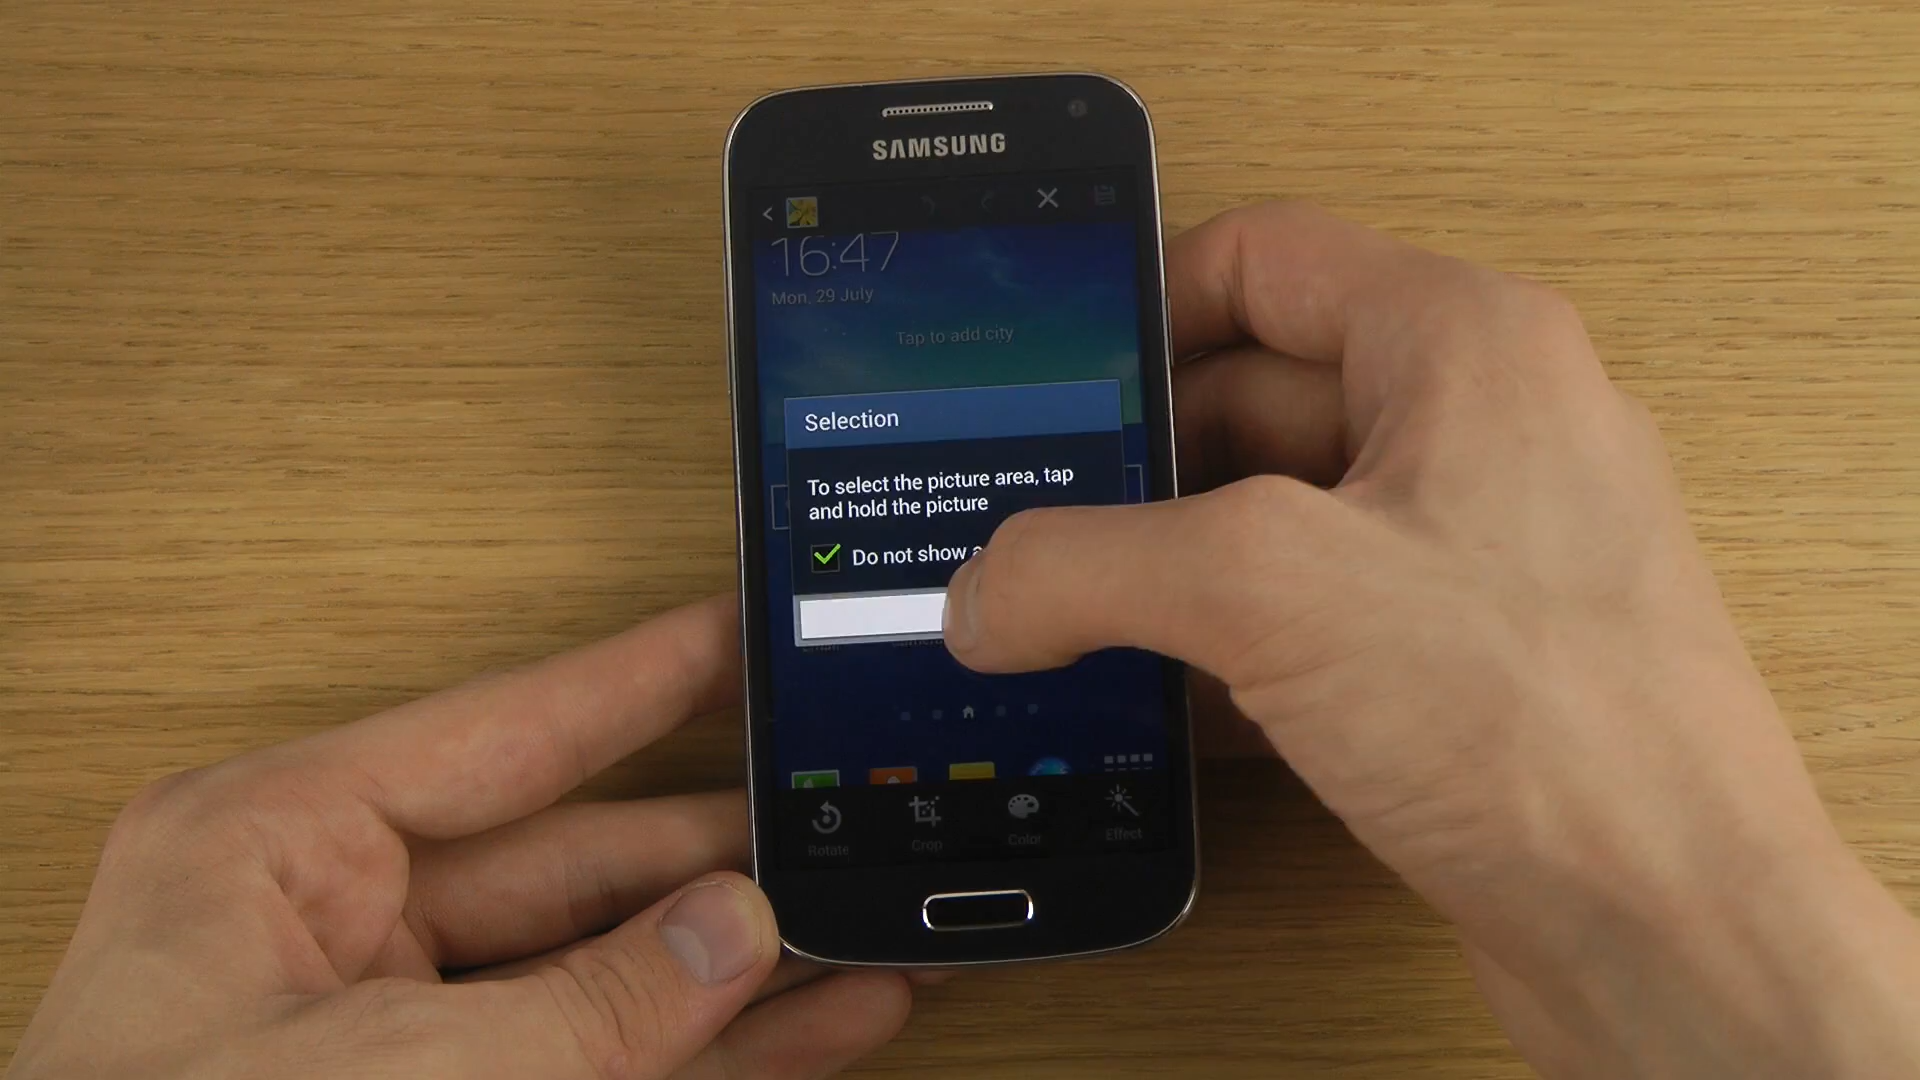 SAMSUNG
16:47
Mon, 29 July
Tap to add city
Selection
To select the picture area, tap
and hold the picture
Do not show
Rotate
Crop
Color
Effect